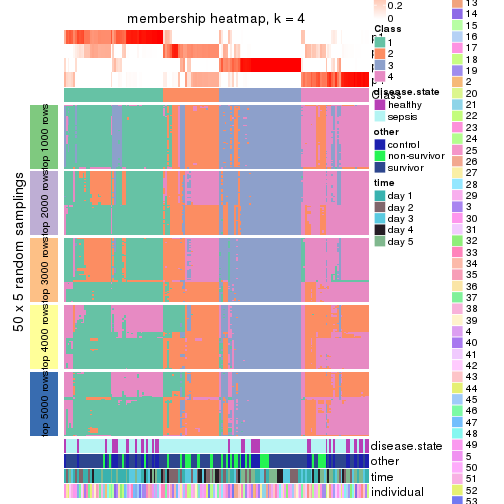 membership heatmap, k = 4
50 x 5 random samplings
top 1000 rows
top 2000 rows
top 3000 rows
top 4000 rows
top 5000 rows
Class
disease.state
other
time
individual
0.2
0
Class
1
2
3
4
disease.state
healthy
sepsis
other
control
non-survivor
survivor
time
day 1
day 2
day 3
day 4
day 5
13
14
15
16
17
18
19
2
20
21
22
23
24
25
26
27
28
29
3
30
31
32
33
34
35
36
37
38
39
4
40
41
42
43
44
45
46
47
48
49
5
50
51
52
53